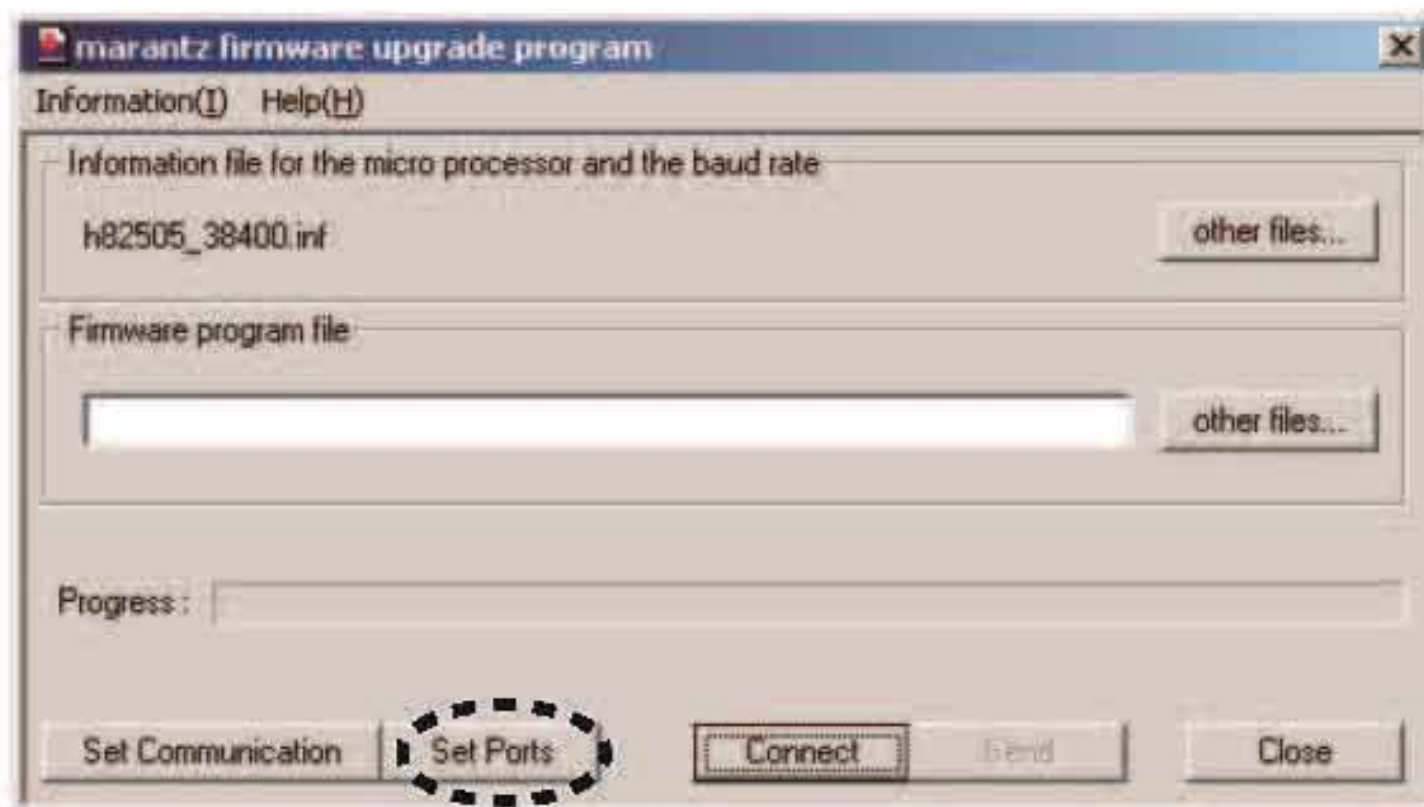 marantz firmware upgrade program
Information(I) Help(H)
Information file for the micro processor and the baud rate
h82505_38400.inf
other files...
Firmware program file
other files...
Progress :
Set Communication Set Ports Connect Send Close